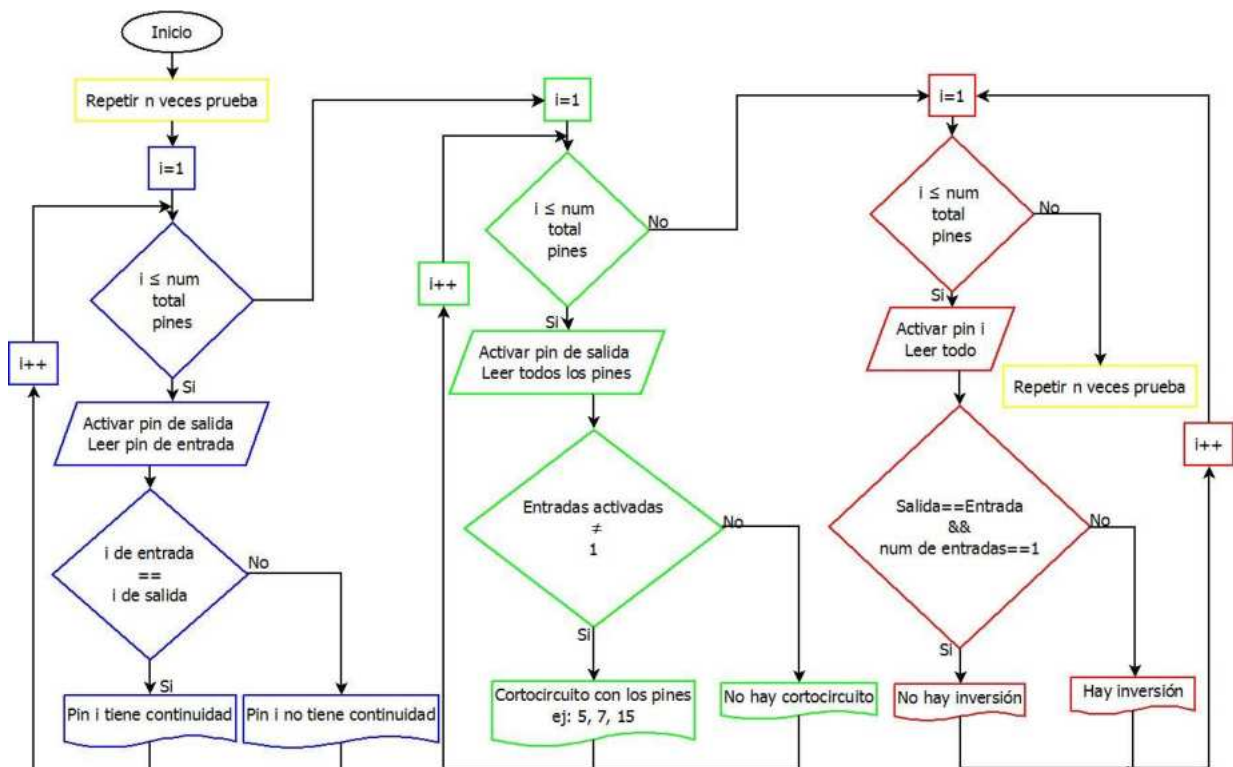 Inicio
Repetir n veces prueba
i=1
i ≤ num
total
pines
i++
Si
Activar pin de salida
Leer pin de entrada
i de entrada
==
i de salida
No
Si
Pin i tiene continuidad
Pin i no tiene continuidad
i=1
i ≤ num
total
pines
No
i++
Si
Activar pin de salida
Leer todos los pines
Entradas activadas
≠
1
No
Si
Cortocircuito con los pines
ej: 5, 7, 15
No hay cortocircuito
i=1
i ≤ num
total
pines
No
Si
Activar pin i
Leer todo
Repetir n veces prueba
i++
Salida==Entrada
&&
num de entradas==1
No
Si
No hay inversión
Hay inversión